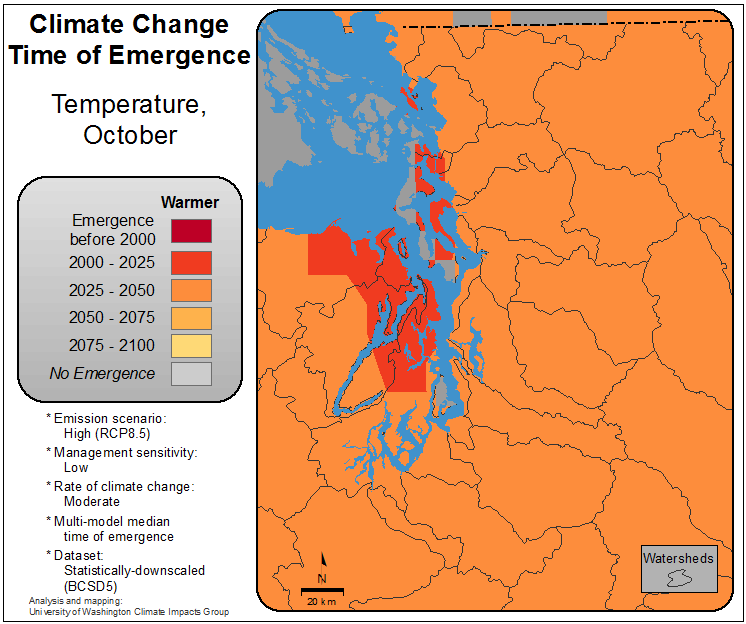 Climate Change
Time of Emergence
Temperature,
October
Warmer
Emergence
before 2000
2000 - 2025
2025 - 2050
2050 - 2075
2075 - 2100
No Emergence
* Emission scenario:
High (RCP8.5)
* Management sensitivity:
Low
* Rate of climate change:
Moderate
* Multi-model median
time of emergence
* Dataset:
Statistically-downscaled
(BCSD5)
Analysis and mapping:
University of Washington Climate Impacts Group
N
20 km
Watersheds